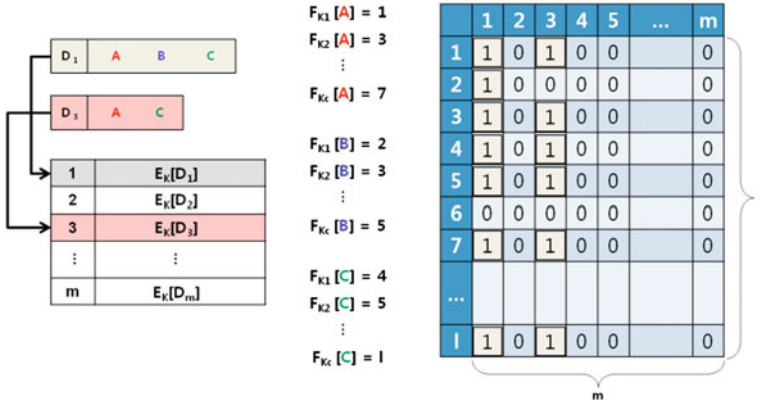 D1 A B C
D3 A C
1 EK[D1]
2 EK[D2]
3 EK[D3]
⋮ ⋮
m EK[Dm]
FK1 [A] = 1
FK2 [A] = 3
⋮
FKc [A] = 7
FK1 [B] = 2
FK2 [B] = 3
⋮
FKc [B] = 5
FK1 [C] = 4
FK2 [C] = 5
⋮
FKc [C] = l
1 2 3 4 5 ... m
1 1 0 1 0 0 0
2 1 0 0 0 0 0
3 1 0 1 0 0 0
4 1 0 1 0 0 0
5 1 0 1 0 0 0
6 0 0 0 0 0 0
7 1 0 1 0 0 0
...
l 1 0 1 0 0 0
m